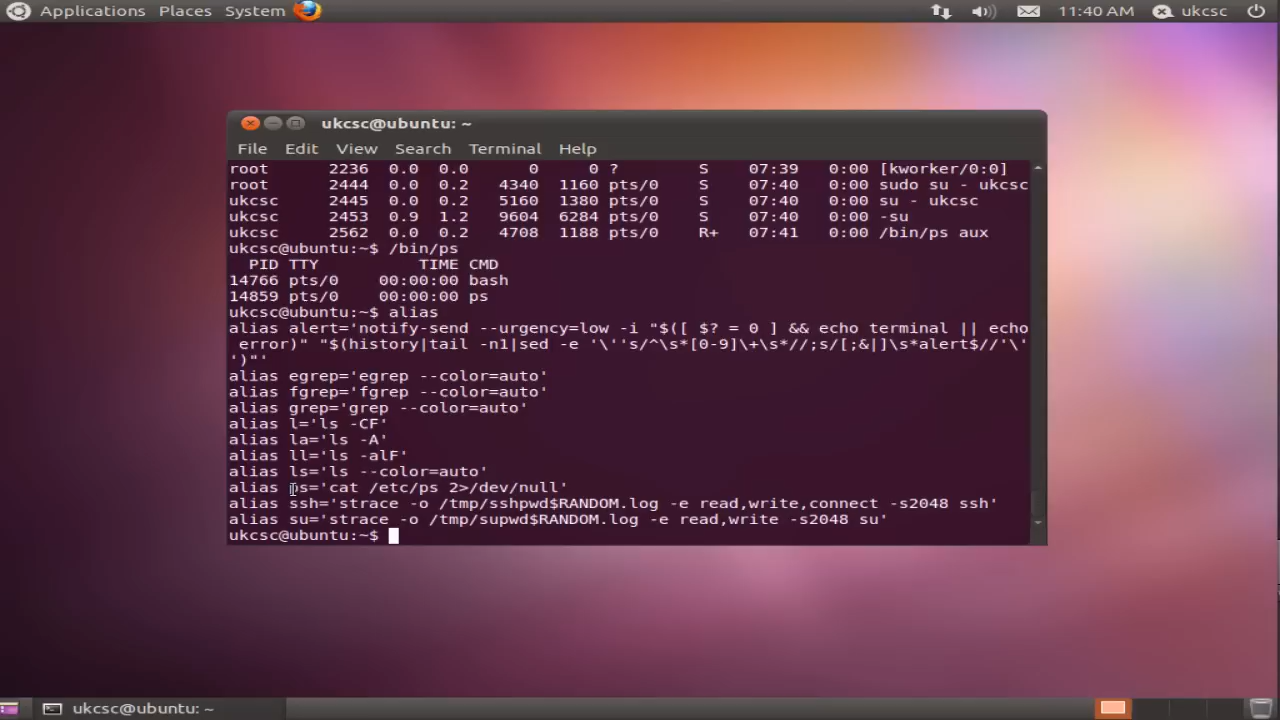 Applications Places System 11:40 AM ukcsc
ukcsc@ubuntu: ~
File Edit View Search Terminal Help
root 2236 0.0 0.0 0 0 ? S 07:39 0:00 [kworker/0:0]
root 2444 0.0 0.2 4340 1160 pts/0 S 07:40 0:00 sudo su - ukcsc
ukcsc 2445 0.0 0.2 5160 1380 pts/0 S 07:40 0:00 su - ukcsc
ukcsc 2453 0.9 1.2 9604 6284 pts/0 S 07:40 0:00 -su
ukcsc 2562 0.0 0.2 4708 1188 pts/0 R+ 07:41 0:00 /bin/ps aux
ukcsc@ubuntu:~$ /bin/ps
PID TTY TIME CMD
14766 pts/0 00:00:00 bash
14859 pts/0 00:00:00 ps
ukcsc@ubuntu:~$ alias
alias alert='notify-send --urgency=low -i "$([ $? = 0 ] && echo terminal || echo
error)" "$(history|tail -n1|sed -e '\''s/^\s*[0-9]\+\s*//;s/[;&|]\s*alert$//'\'
')"'
alias egrep='egrep --color=auto'
alias fgrep='fgrep --color=auto'
alias grep='grep --color=auto'
alias l='ls -CF'
alias la='ls -A'
alias ll='ls -alF'
alias ls='ls --color=auto'
alias ps='cat /etc/ps 2>/dev/null'
alias ssh='strace -o /tmp/sshpwd$RANDOM.log -e read,write,connect -s2048 ssh'
alias su='strace -o /tmp/supwd$RANDOM.log -e read,write -s2048 su'
ukcsc@ubuntu:~$
ukcsc@ubuntu: ~